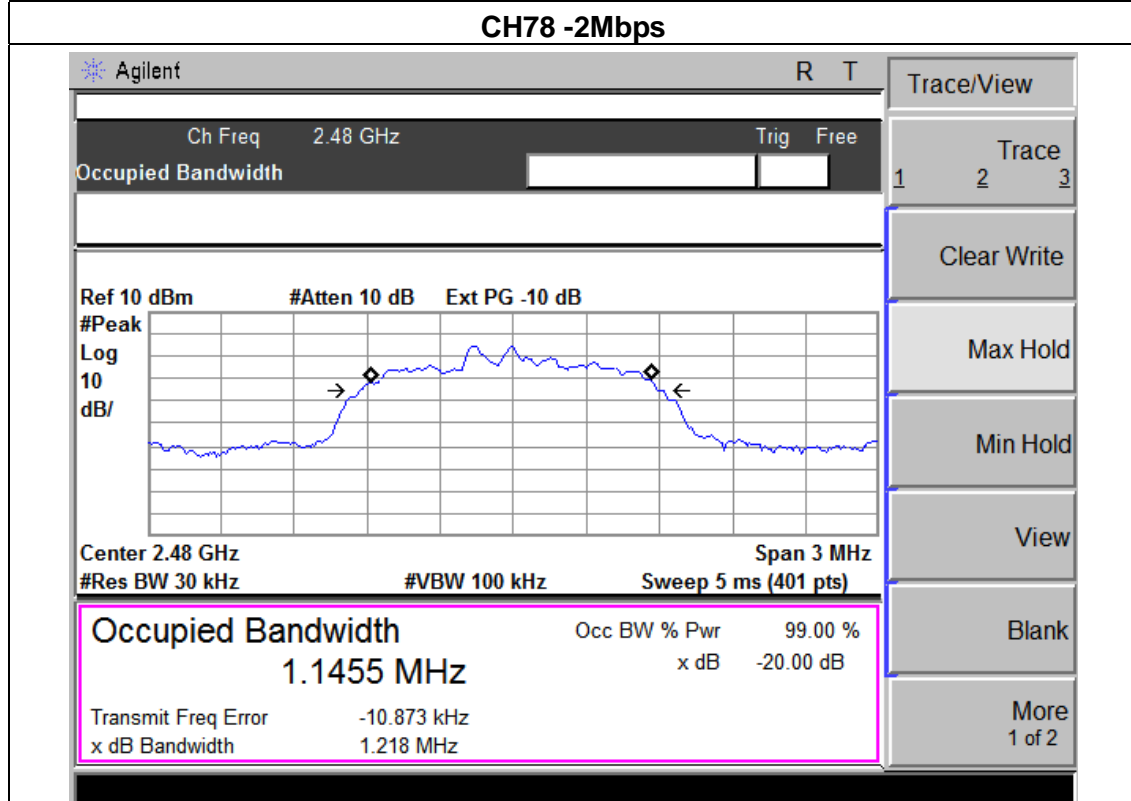 CH78 -2Mbps
Agilent R T
Ch Freq 2.48 GHz Trig Free
Occupied Bandwidth
Ref 10 dBm #Atten 10 dB Ext PG -10 dB
#Peak
Log
10
dB/
Center 2.48 GHz Span 3 MHz
#Res BW 30 kHz #VBW 100 kHz Sweep 5 ms (401 pts)
Occupied Bandwidth Occ BW % Pwr 99.00 %
1.1455 MHz x dB -20.00 dB
Transmit Freq Error -10.873 kHz
x dB Bandwidth 1.218 MHz
Trace/View
Trace
1 2 3
Clear Write
Max Hold
Min Hold
View
Blank
More
1 of 2